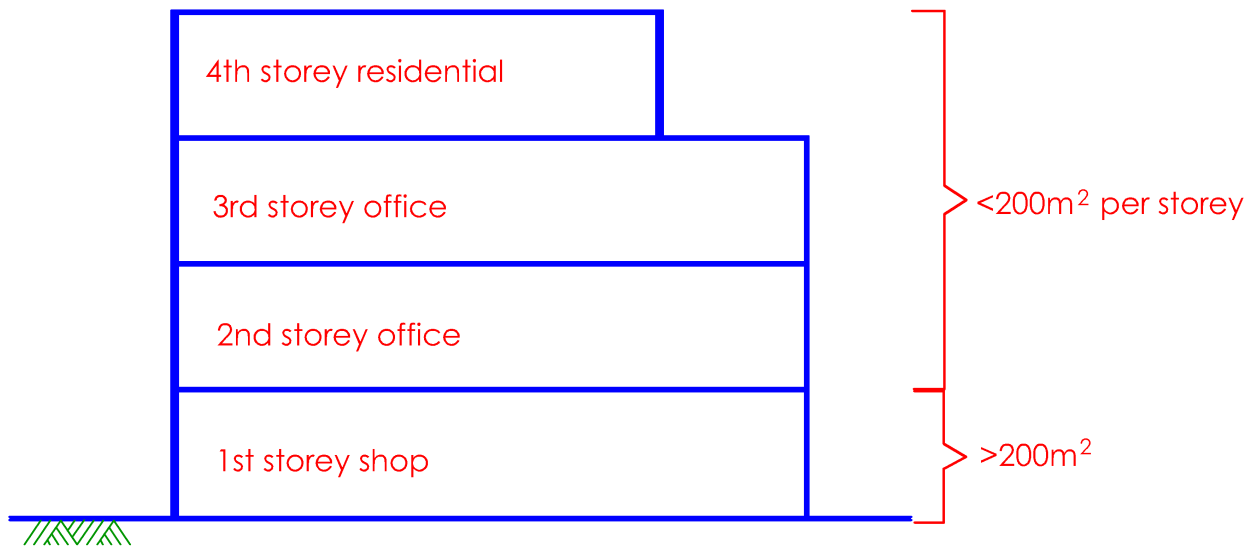 4th storey residential
3rd storey office
<200m² per storey
2nd storey office
1st storey shop
>200m²